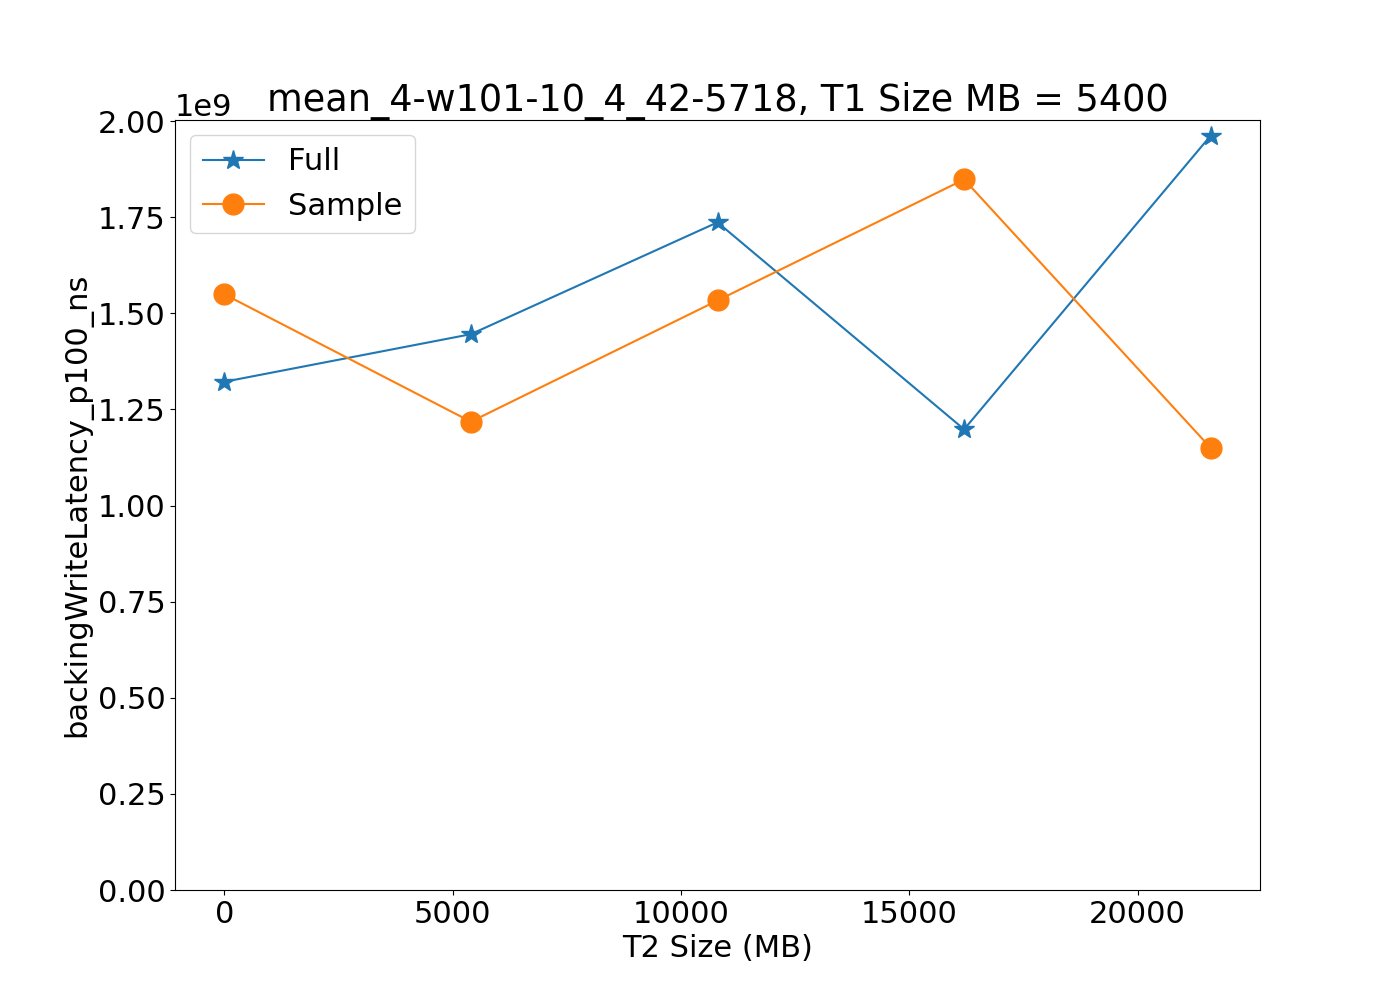 mean_4-w101-10_4_42-5718, T1 Size MB = 5400
1e9
2.00
1.75
1.50
1.25
1.00
0.75
0.50
0.25
0.00
backingWriteLatency_p100_ns
Full
Sample
0 5000 10000 15000 20000
T2 Size (MB)